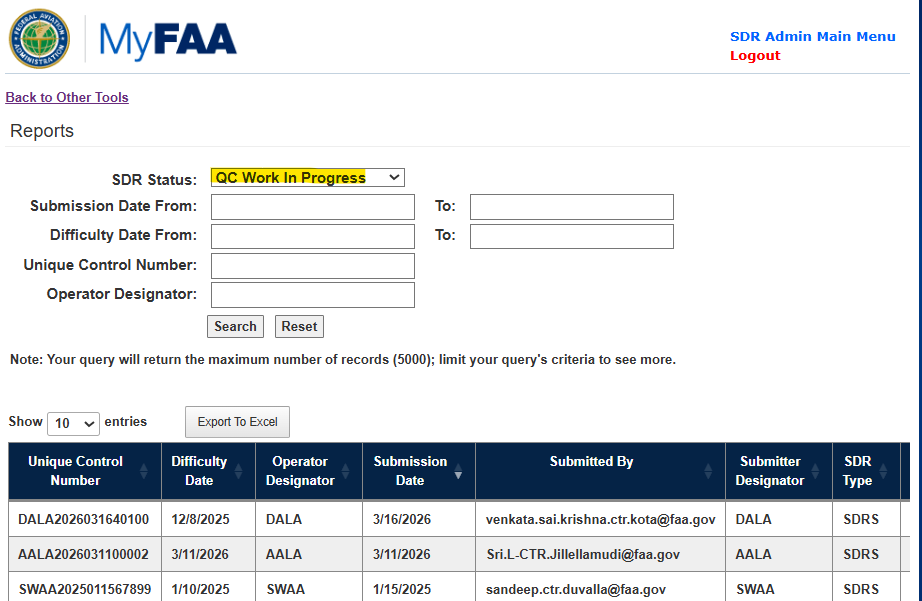 FEDERAL AVIATION
ADMINISTRATION
MyFAA
SDR Admin Main Menu
Logout
Back to Other Tools
Reports
SDR Status: QC Work In Progress
Submission Date From: To:
Difficulty Date From: To:
Unique Control Number:
Operator Designator:
Search Reset
Note: Your query will return the maximum number of records (5000); limit your query's criteria to see more.
Show 10 entries Export To Excel
Unique Control Number Difficulty Date Operator Designator Submission Date Submitted By Submitter Designator SDR Type
DALA2026031640100 12/8/2025 DALA 3/16/2026 venkata.sai.krishna.ctr.kota@faa.gov DALA SDRS
AALA2026031100002 3/11/2026 AALA 3/11/2026 Sri.L-CTR.Jillellamudi@faa.gov AALA SDRS
SWAA2025011567899 1/10/2025 SWAA 1/15/2025 sandeep.ctr.duvalla@faa.gov SWAA SDRS